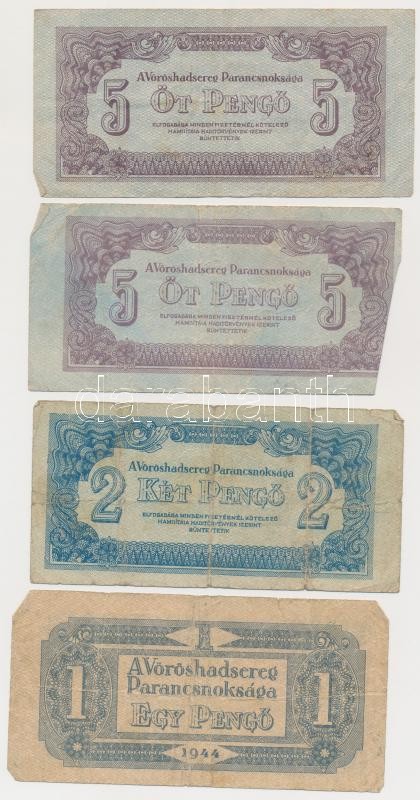 A Vöröshadsereg Parancsnoksága
5 ÖT PENGŐ 5
ELFOGADÁSA MINDEN FIZETÉSNÉL KÖTELEZŐ
HAMISÍTÁSA HADITÖRVÉNYEK SZERINT
BÜNTETTETIK
A Vöröshadsereg Parancsnoksága
5 ÖT PENGŐ 5
ELFOGADÁSA MINDEN FIZETÉSNÉL KÖTELEZŐ
HAMISÍTÁSA HADITÖRVÉNYEK SZERINT
BÜNTETTETIK
darabanth
A Vöröshadsereg Parancsnoksága
2 KÉT PENGŐ 2
ELFOGADÁSA MINDEN FIZETÉSNÉL KÖTELEZŐ
HAMISÍTÁSA HADITÖRVÉNYEK SZERINT
BÜNTETTETIK
1
A Vöröshadsereg
Parancsnoksága
1 EGY PENGŐ 1
1944